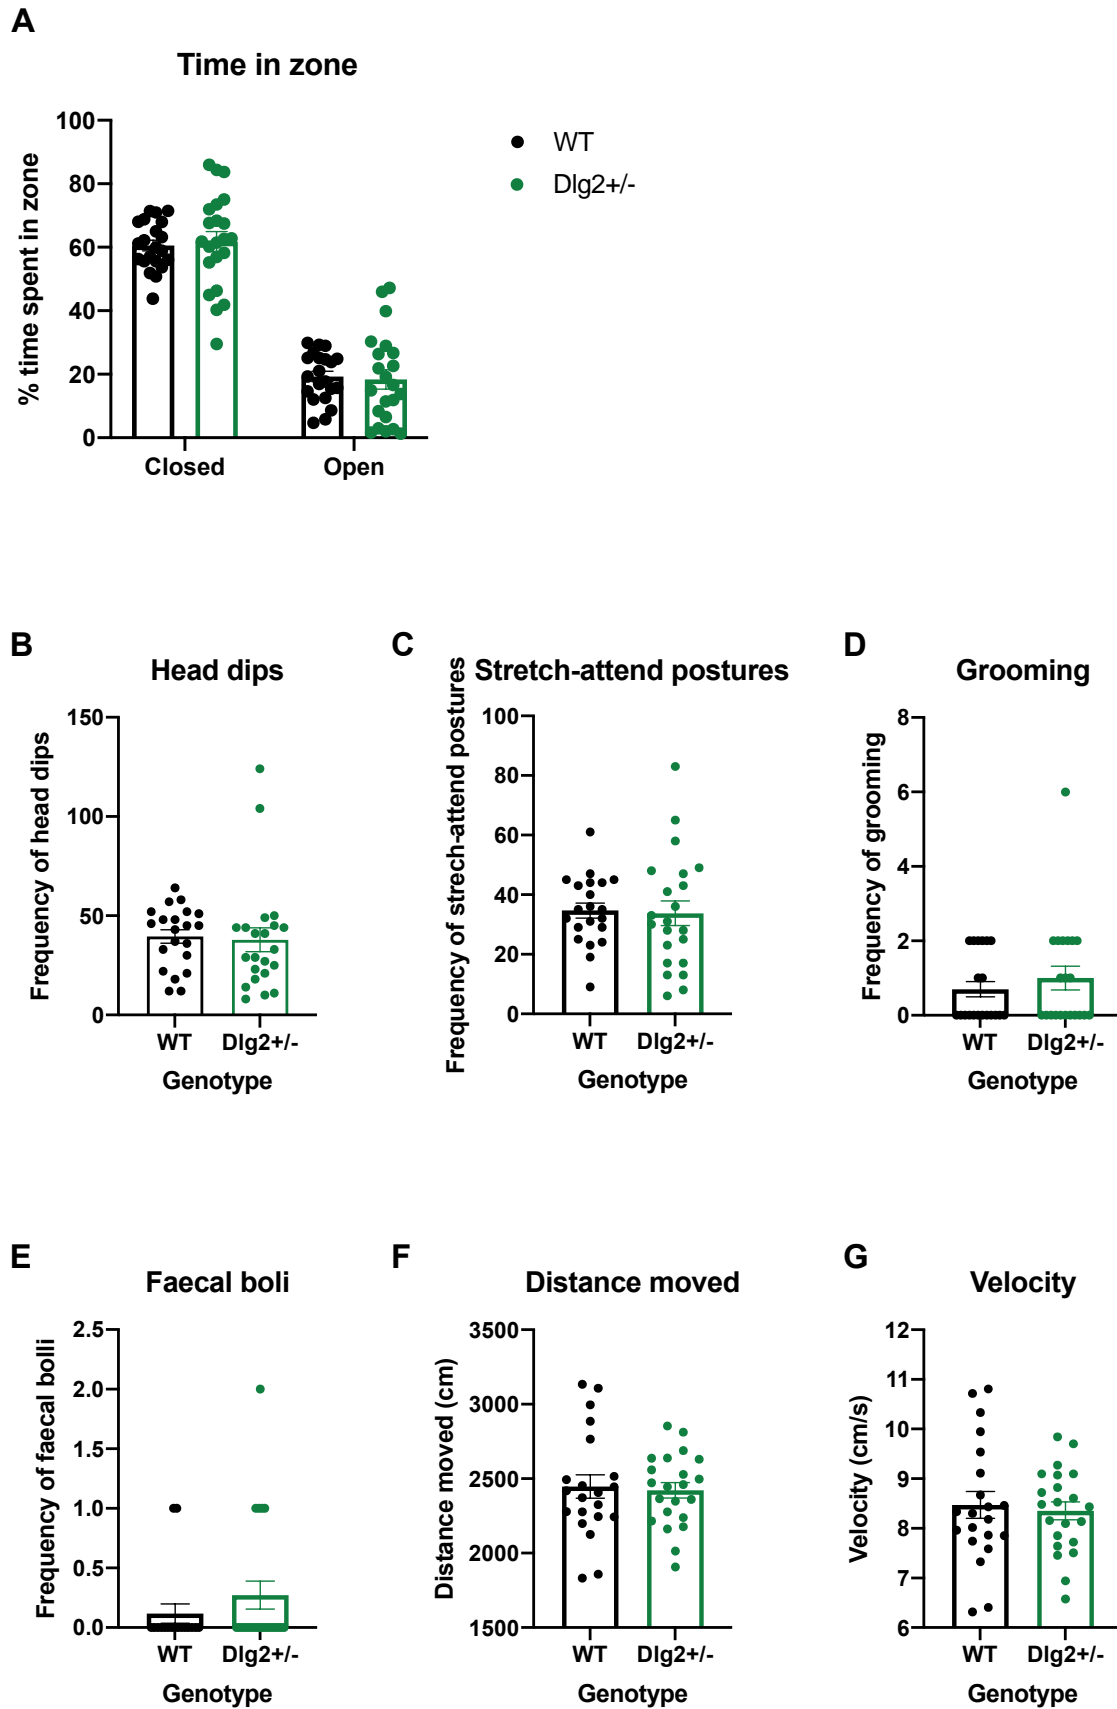 A
Time in zone
% time spent in zone
100
80
60
40
20
0
Closed
Open
WT
Dlg2+/-
B
Head dips
Frequency of head dips
150
100
50
0
WT
Dlg2+/-
Genotype
C
Stretch-attend postures
Frequency of strech-attend postures
100
80
60
40
20
0
WT
Dlg2+/-
Genotype
D
Grooming
Frequency of grooming
8
6
4
2
0
WT
Dlg2+/-
Genotype
E
Faecal boli
Frequency of faecal bolli
2.5
2.0
1.5
1.0
0.5
0.0
WT
Dlg2+/-
Genotype
F
Distance moved
Distance moved (cm)
3500
3000
2500
2000
1500
WT
Dlg2+/-
Genotype
G
Velocity
Velocity (cm/s)
12
11
10
9
8
7
6
WT
Dlg2+/-
Genotype